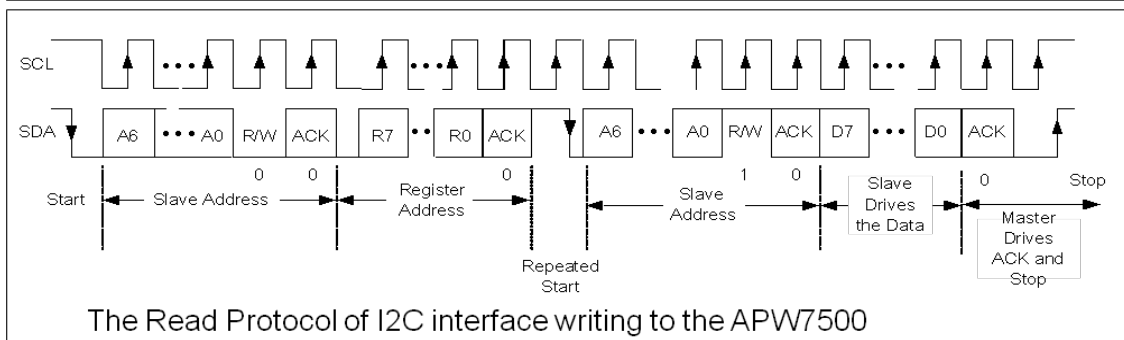 SCL
SDA A6 ••• A0 R/W ACK R7 •• R0 ACK A6 ••• A0 R/W ACK D7 ••• D0 ACK
0 0 0 1 0 0
Start Slave Address Register Address Repeated Start Slave Address Slave Drives the Data Stop
Master Drives ACK and Stop
The Read Protocol of I2C interface writing to the APW7500